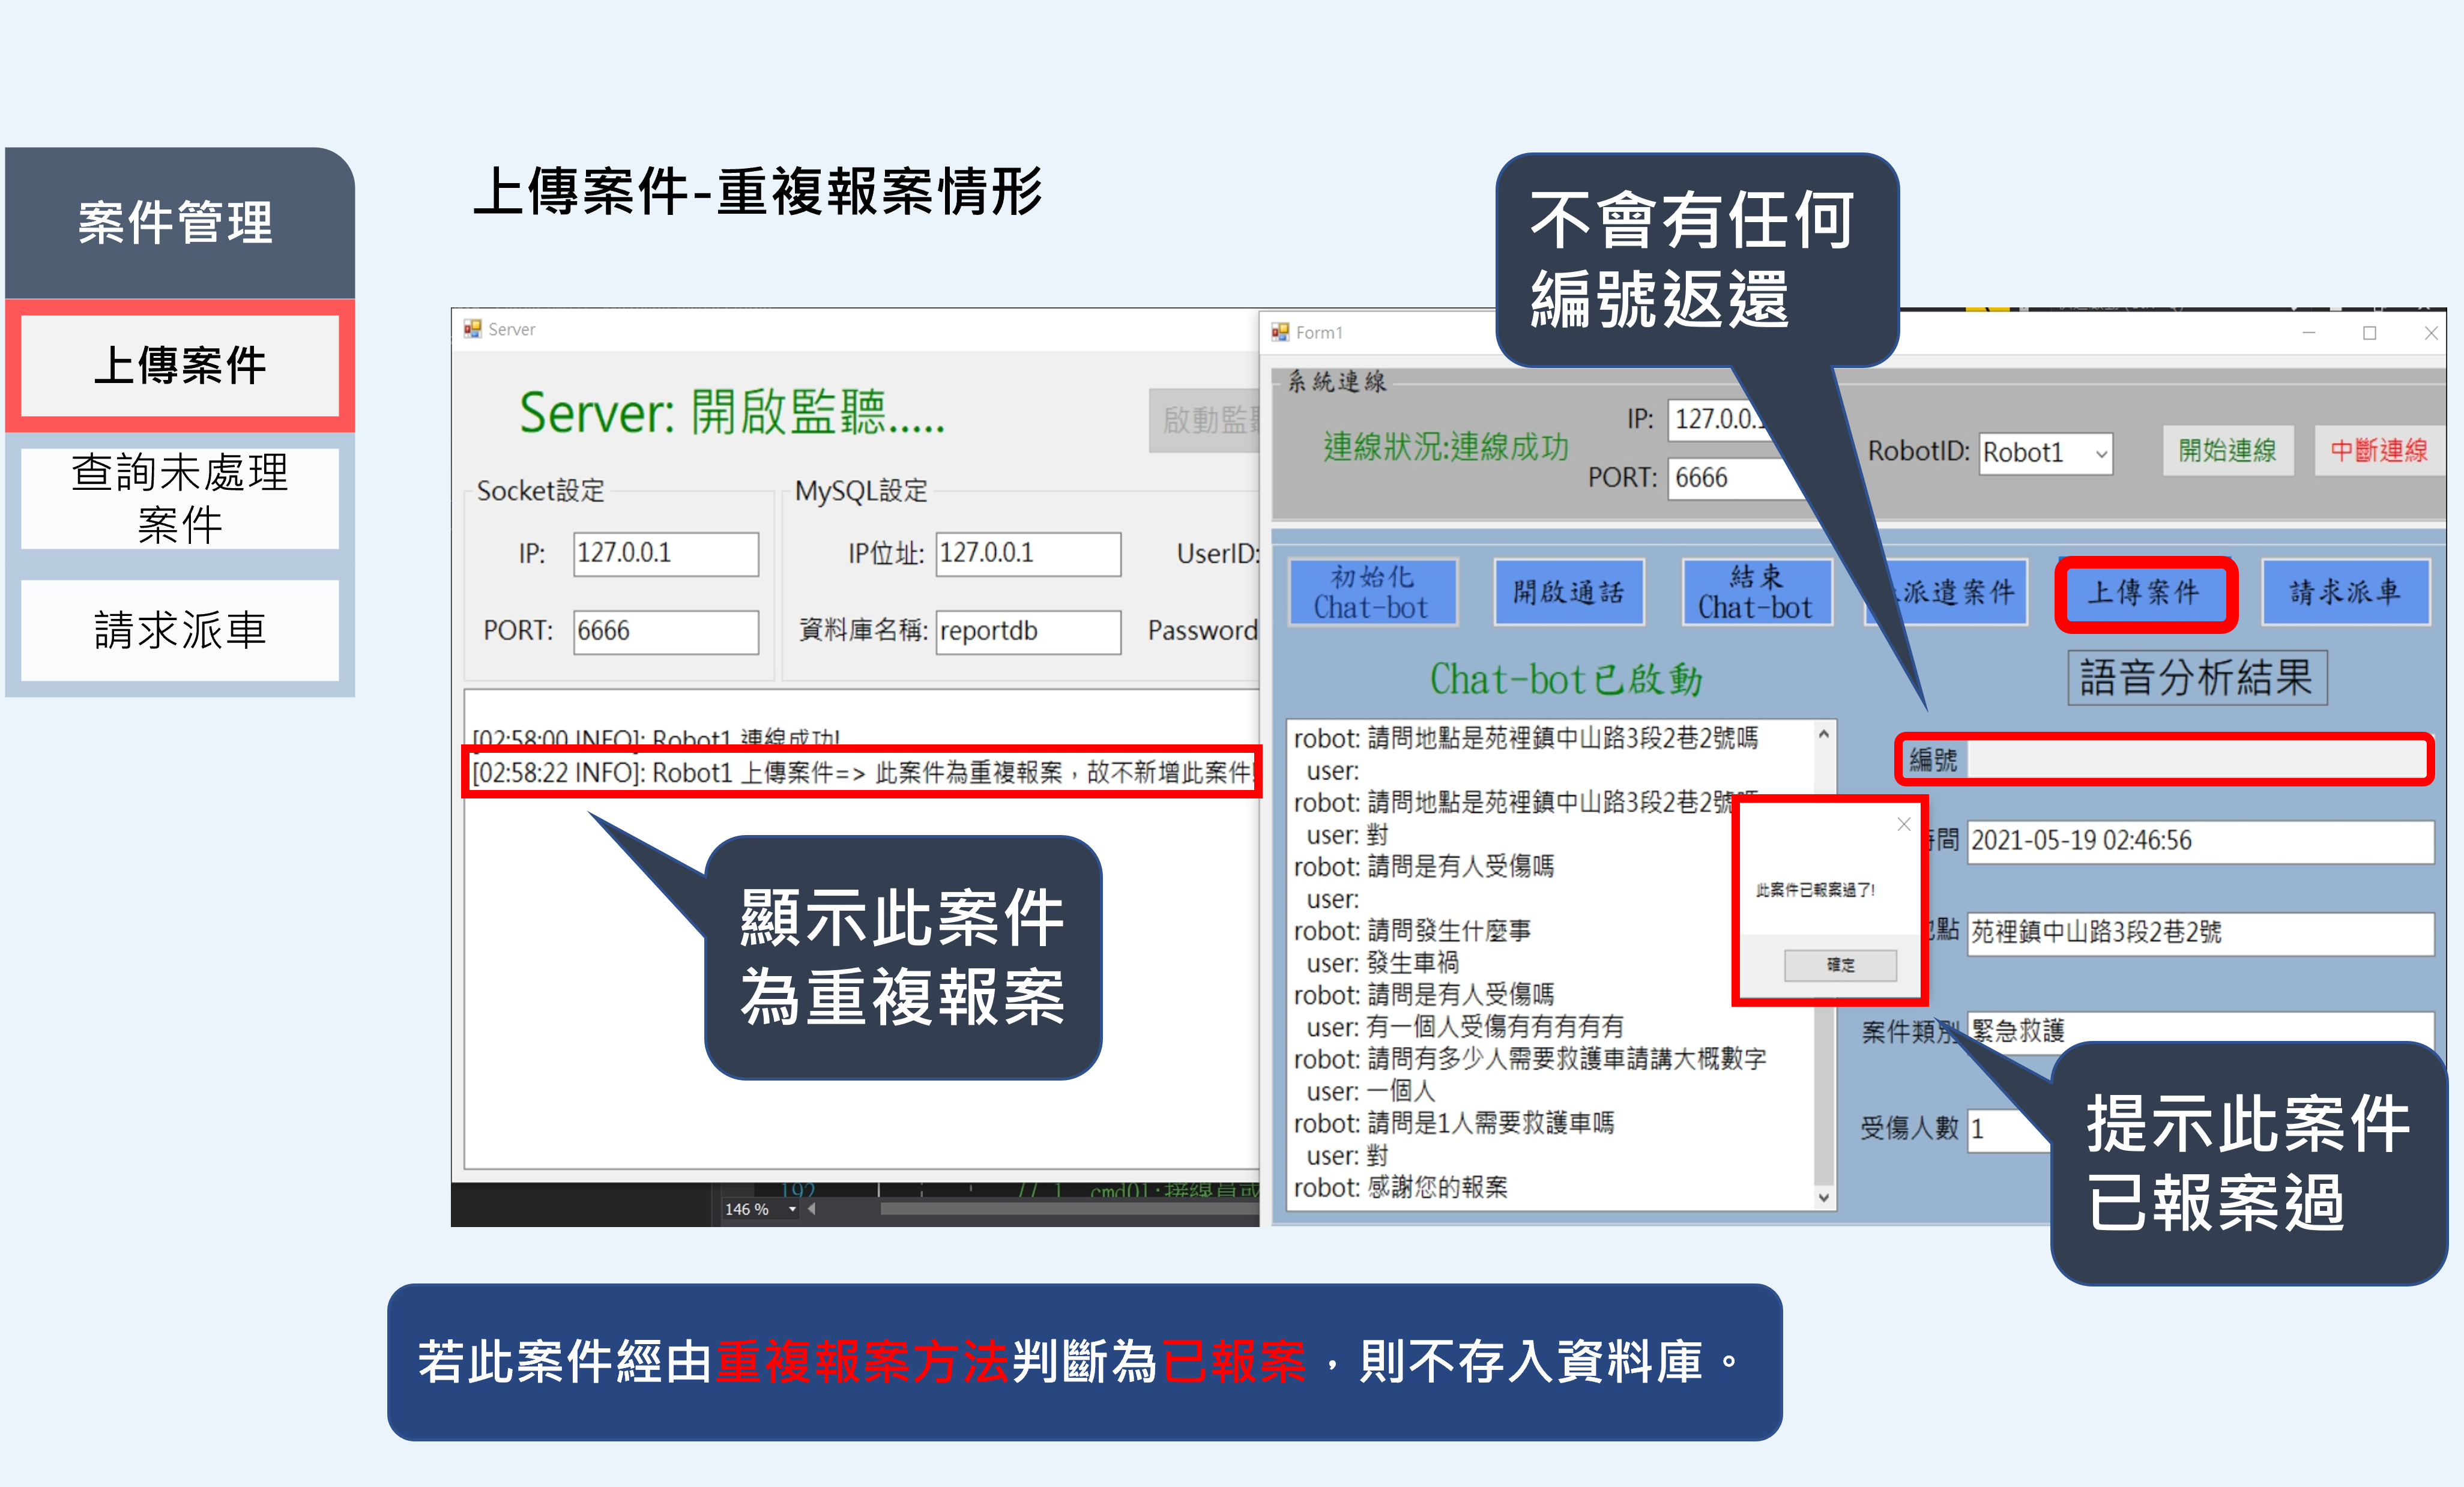 案件管理
上傳案件
查詢未處理
案件
請求派車
上傳案件-重複報案情形
不會有任何
編號返還
Server
Server: 開啟監聽.....
啟動監
Socket設定
IP: 127.0.0.1
PORT: 6666
MySQL設定
IP位址: 127.0.0.1
UserID:
資料庫名稱: reportdb
Password
[02:58:00 INFO]: Robot1 連線成功!
[02:58:22 INFO]: Robot1 上傳案件=> 此案件為重複報案，故不新增此案件
顯示此案件
為重複報案
192
// 1. cmd01:接線員或
146 %
Form1
系統連線
連線狀況:連線成功
IP: 127.0.0.1
PORT: 6666
RobotID: Robot1
開始連線
中斷連線
初始化
Chat-bot
開啟通話
結束
Chat-bot
派遣案件
上傳案件
請求派車
Chat-bot已啟動
語音分析結果
robot: 請問地點是苑裡鎮中山路3段2巷2號嗎
user:
robot: 請問地點是苑裡鎮中山路3段2巷2號嗎
user: 對
robot: 請問是有人受傷嗎
user:
robot: 請問發生什麼事
user: 發生車禍
robot: 請問是有人受傷嗎
user: 有一個人受傷有有有有有
robot: 請問有多少人需要救護車請講大概數字
user: 一個人
robot: 請問是1人需要救護車嗎
user: 對
robot: 感謝您的報案
編號
間 2021-05-19 02:46:56
點 苑裡鎮中山路3段2巷2號
案件類別 緊急救護
受傷人數 1
此案件已報案過了!
確定
提示此案件
已報案過
若此案件經由重複報案方法判斷為已報案，則不存入資料庫。